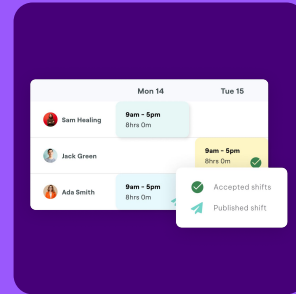 Mon 14 Tue 15
Sam Healing
9am - 5pm
8hrs 0m
Jack Green
9am - 5pm
8hrs 0m
Ada Smith
9am - 5pm
8hrs 0m
Accepted shifts
Published shift